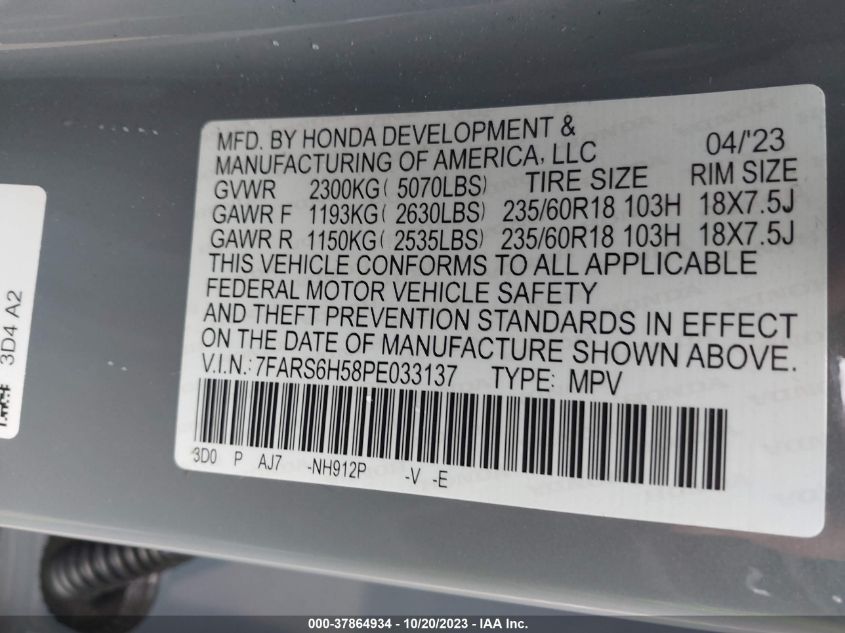 MFD. BY HONDA DEVELOPMENT &
MANUFACTURING OF AMERICA, LLC 04/'23
GVWR 2300KG( 5070LBS) TIRE SIZE RIM SIZE
GAWR F 1193KG( 2630LBS) 235/60R18 103H 18X7.5J
GAWR R 1150KG( 2535LBS) 235/60R18 103H 18X7.5J
THIS VEHICLE CONFORMS TO ALL APPLICABLE
FEDERAL MOTOR VEHICLE SAFETY
AND THEFT PREVENTION STANDARDS IN EFFECT
ON THE DATE OF MANUFACTURE SHOWN ABOVE.
V.I.N.: 7FARS6H58PE033137 TYPE: MPV
3D0 P AJ7 -NH912P -V -E
3D4 A2
000-37864934 - 10/20/2023 - IAA Inc.